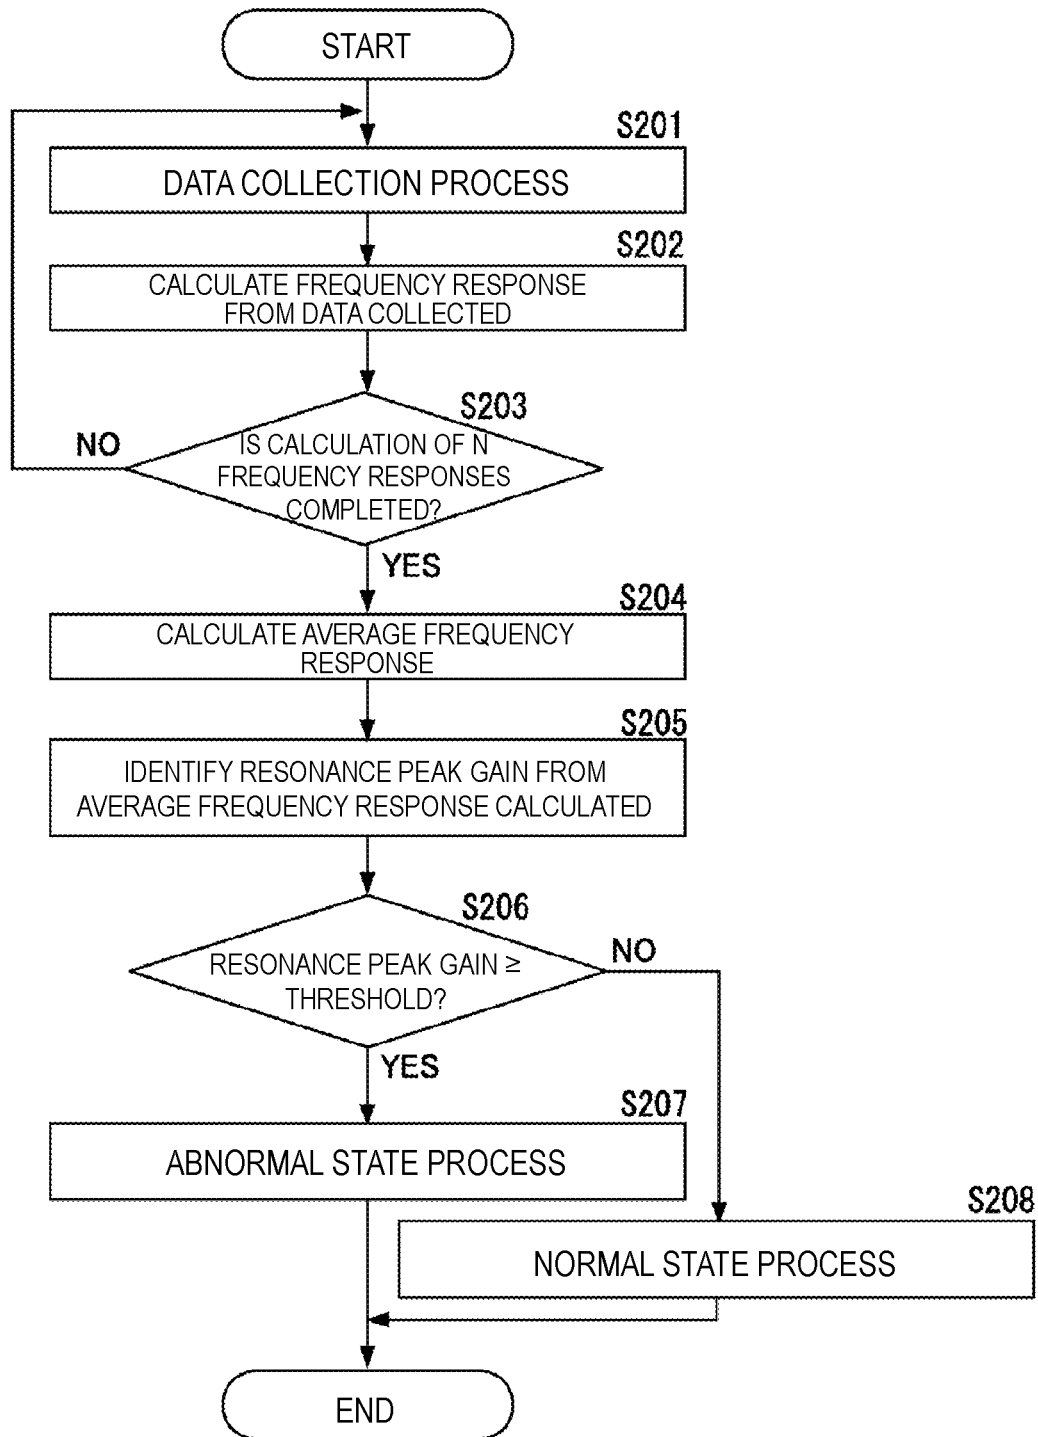 START
S201
DATA COLLECTION PROCESS
S202
CALCULATE FREQUENCY RESPONSE
FROM DATA COLLECTED
S203
NO
IS CALCULATION OF N
FREQUENCY RESPONSES
COMPLETED?
YES
S204
CALCULATE AVERAGE FREQUENCY
RESPONSE
S205
IDENTIFY RESONANCE PEAK GAIN FROM
AVERAGE FREQUENCY RESPONSE CALCULATED
S206
NO
RESONANCE PEAK GAIN ≥
THRESHOLD?
YES
S207
ABNORMAL STATE PROCESS
S208
NORMAL STATE PROCESS
END